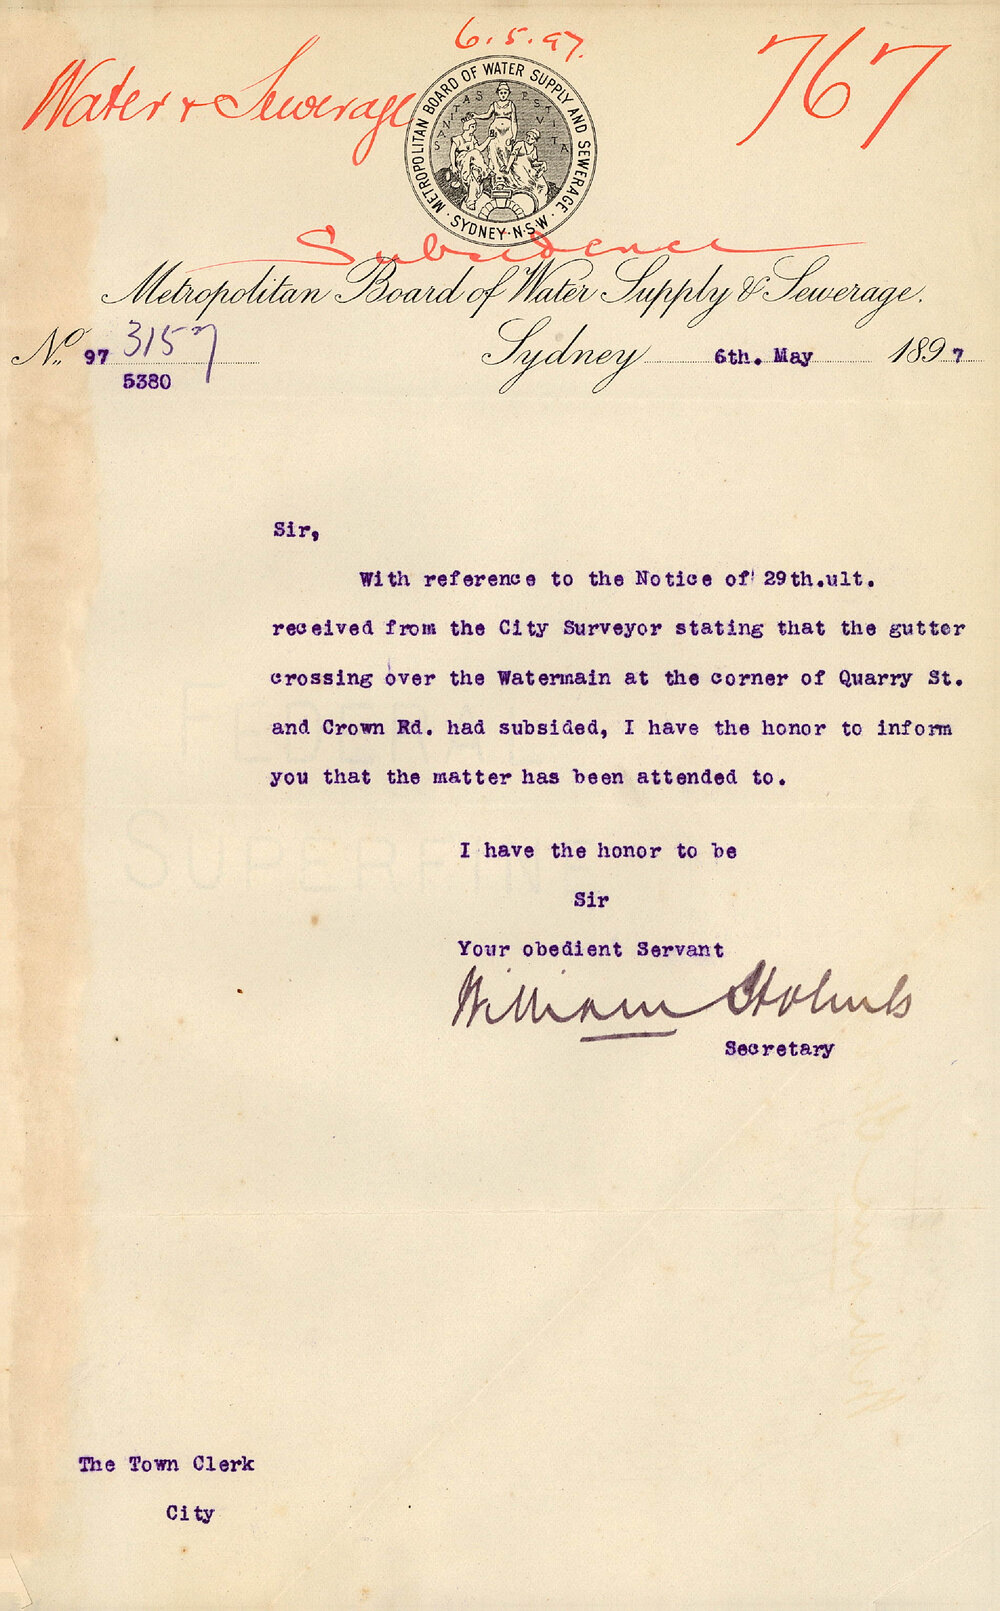 6.5.97.
Water & Sewerage
767
METROPOLITAN BOARD OF WATER SUPPLY AND SEWERAGE.
SANITAS PESTIVITA
· SYDNEY · N·S·W ·
Subsidence
Metropolitan Board of Water Supply & Sewerage.
No. 97 3157
5380
Sydney 6th. May 1897
Sir,
With reference to the Notice of 29th.ult.
received from the City Surveyor stating that the gutter
crossing over the Watermain at the corner of Quarry St.
and Crown Rd. had subsided, I have the honor to inform
you that the matter has been attended to.
I have the honor to be
Sir
Your obedient Servant
William Holmes
Secretary
The Town Clerk
City